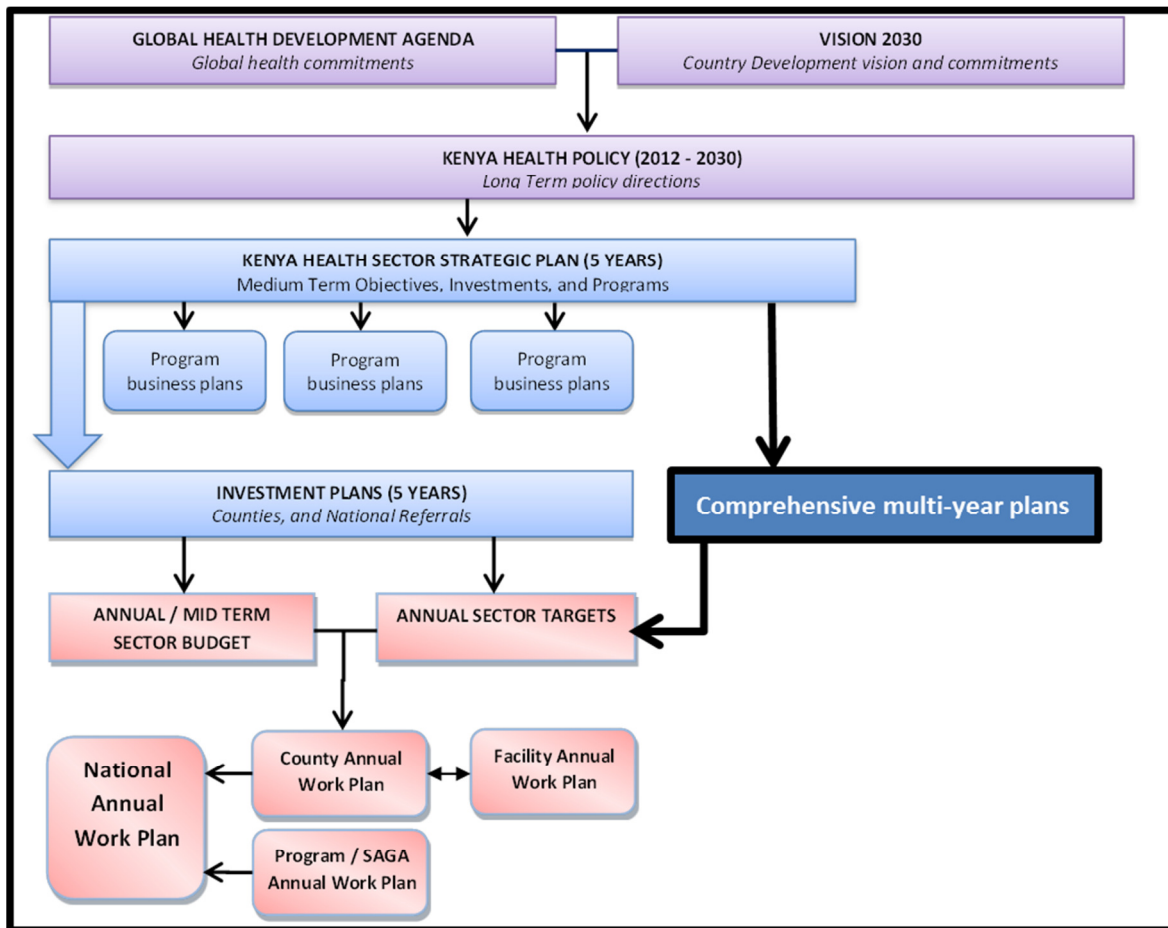 GLOBAL HEALTH DEVELOPMENT AGENDA
Global health commitments
VISION 2030
Country Development vision and commitments
KENYA HEALTH POLICY (2012 - 2030)
Long Term policy directions
KENYA HEALTH SECTOR STRATEGIC PLAN (5 YEARS)
Medium Term Objectives, Investments, and Programs
Program
business plans
Program
business plans
Program
business plans
INVESTMENT PLANS (5 YEARS)
Counties, and National Referrals
Comprehensive multi-year plans
ANNUAL / MID TERM
SECTOR BUDGET
ANNUAL SECTOR TARGETS
National
Annual
Work Plan
County Annual
Work Plan
Facility Annual
Work Plan
Program / SAGA
Annual Work Plan